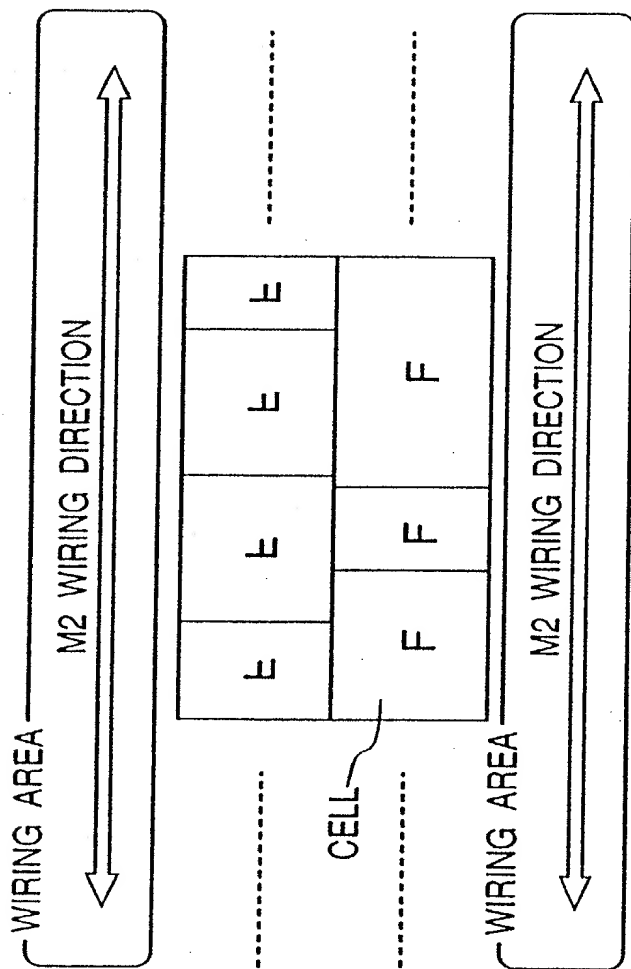 WIRING AREA
M2 WIRING DIRECTION
F F F F
CELL
F F F
WIRING AREA
M2 WIRING DIRECTION